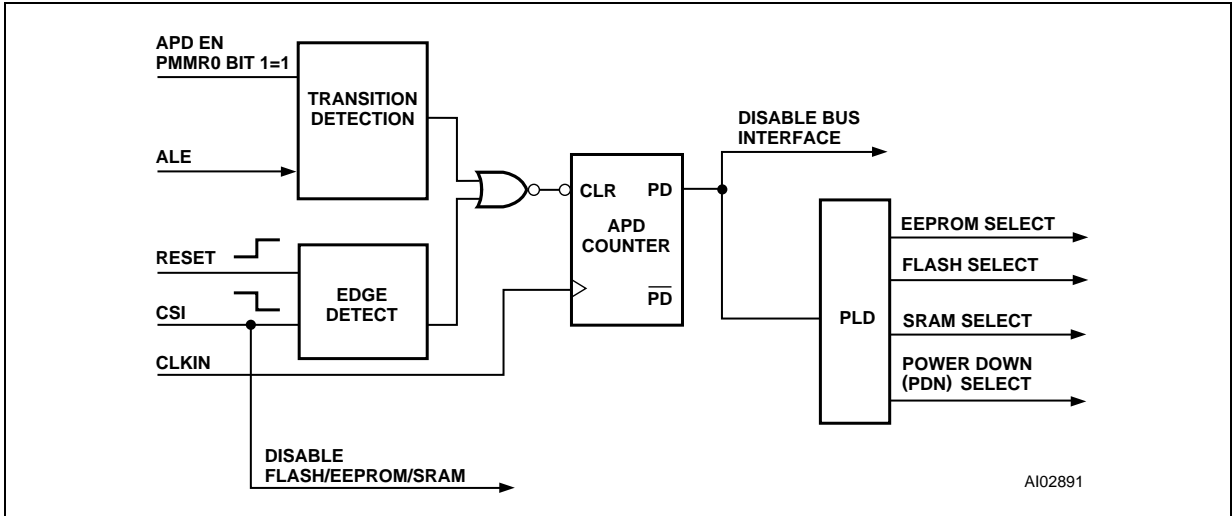 APD EN
PMMR0 BIT 1=1
TRANSITION
DETECTION
ALE
RESET
CSI
CLKIN
EDGE
DETECT
CLR
PD
APD
COUNTER
PD
DISABLE BUS
INTERFACE
PLD
EEPROM SELECT
FLASH SELECT
SRAM SELECT
POWER DOWN
(PDN) SELECT
DISABLE
FLASH/EEPROM/SRAM
AI02891